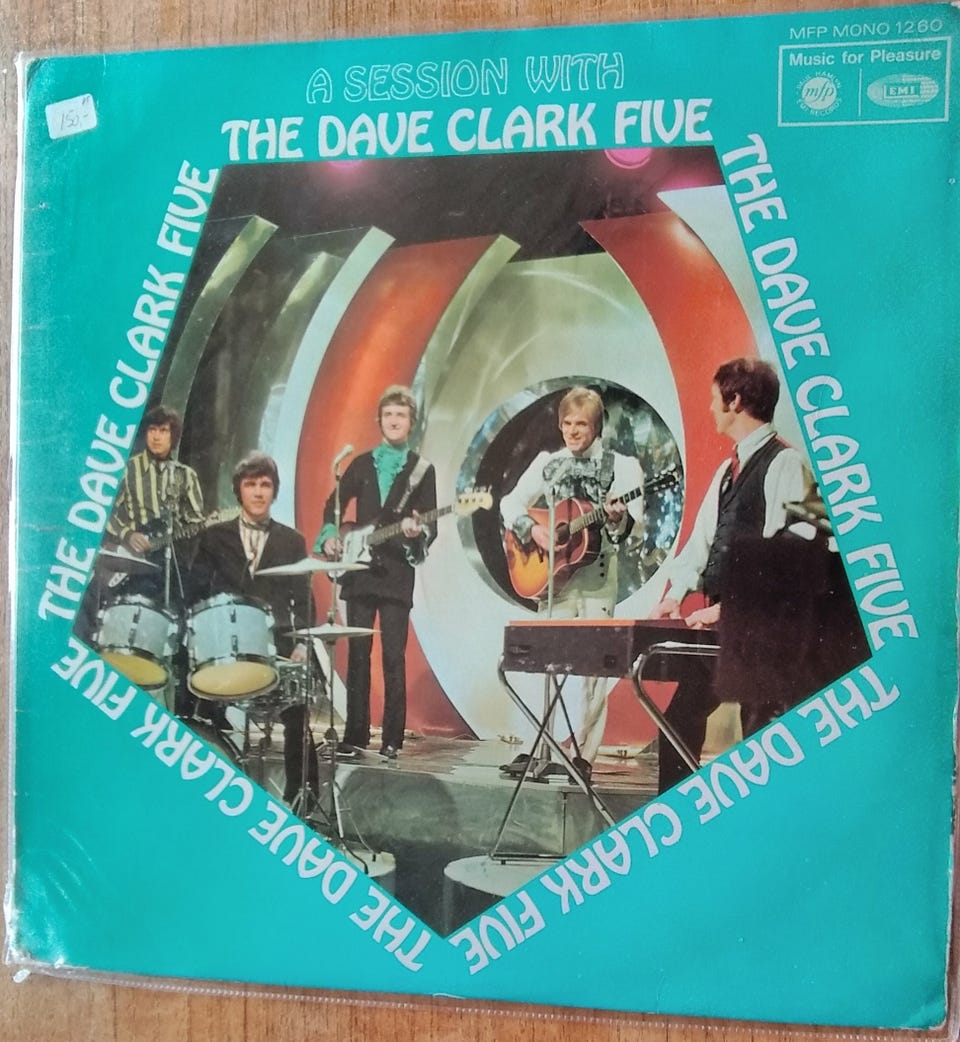 MFP MONO 1260
Music for Pleasure
mfp
EMI
150,-
A SESSION WITH
THE DAVE CLARK FIVE
THE DAVE CLARK FIVE
THE DAVE CLARK FIVE
THE DAVE CLARK FIVE
THE DAVE CLARK FIVE